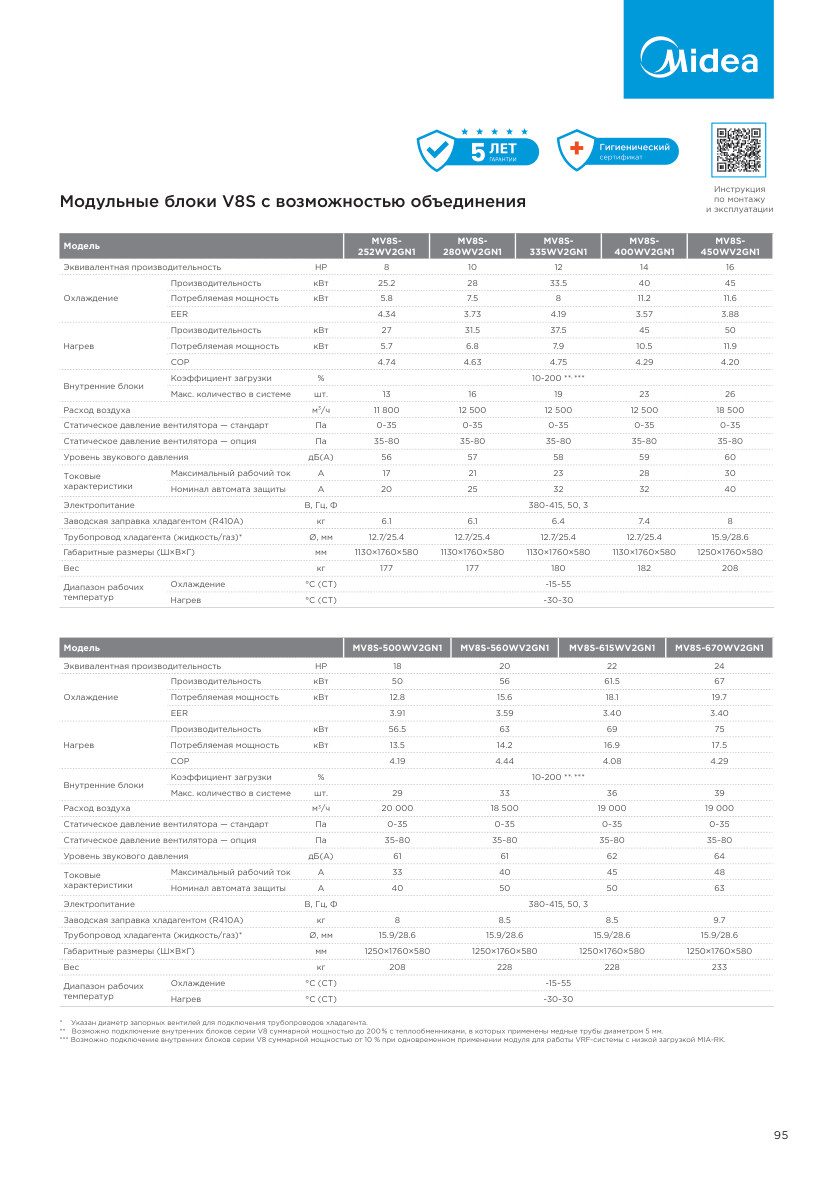 Midea
5 ЛЕТ
ГАРАНТИИ
Гигиенический
сертификат
Инструкция
по монтажу
и эксплуатации
Модульные блоки V8S с возможностью объединения
Модель MV8S-252WV2GN1 MV8S-280WV2GN1 MV8S-335WV2GN1 MV8S-400WV2GN1 MV8S-450WV2GN1
Эквивалентная производительность HP 8 10 12 14 16
Охлаждение Производительность кВт 25.2 28 33.5 40 45
Потребляемая мощность кВт 5.8 7.5 8 11.2 11.6
EER 4.34 3.73 4.19 3.57 3.88
Нагрев Производительность кВт 27 31.5 37.5 45 50
Потребляемая мощность кВт 5.7 6.8 7.9 10.5 11.9
COP 4.74 4.63 4.75 4.29 4.20
Внутренние блоки Коэффициент загрузки % 10-200 **, ***
Макс. количество в системе шт. 13 16 19 23 26
Расход воздуха м³/ч 11 800 12 500 12 500 12 500 18 500
Статическое давление вентилятора — стандарт Па 0–35 0–35 0–35 0–35 0–35
Статическое давление вентилятора — опция Па 35–80 35–80 35–80 35–80 35–80
Уровень звукового давления дБ(А) 56 57 58 59 60
Токовые характеристики Максимальный рабочий ток А 17 21 23 28 30
Номинал автомата защиты А 20 25 32 32 40
Электропитание В, Гц, Ф 380–415, 50, 3
Заводская заправка хладагентом (R410A) кг 6.1 6.1 6.4 7.4 8
Трубопровод хладагента (жидкость/газ)* Ø, мм 12.7/25.4 12.7/25.4 12.7/25.4 12.7/25.4 15.9/28.6
Габаритные размеры (Ш×В×Г) мм 1130×1760×580 1130×1760×580 1130×1760×580 1130×1760×580 1250×1760×580
Вес кг 177 177 180 182 208
Диапазон рабочих температур Охлаждение °C (СТ) -15–55
Нагрев °C (СТ) -30–30
Модель MV8S-500WV2GN1 MV8S-560WV2GN1 MV8S-615WV2GN1 MV8S-670WV2GN1
Эквивалентная производительность HP 18 20 22 24
Охлаждение Производительность кВт 50 56 61.5 67
Потребляемая мощность кВт 12.8 15.6 18.1 19.7
EER 3.91 3.59 3.40 3.40
Нагрев Производительность кВт 56.5 63 69 75
Потребляемая мощность кВт 13.5 14.2 16.9 17.5
COP 4.19 4.44 4.08 4.29
Внутренние блоки Коэффициент загрузки % 10-200 **, ***
Макс. количество в системе шт. 29 33 36 39
Расход воздуха м³/ч 20 000 18 500 19 000 19 000
Статическое давление вентилятора — стандарт Па 0–35 0–35 0–35 0–35
Статическое давление вентилятора — опция Па 35–80 35–80 35–80 35–80
Уровень звукового давления дБ(А) 61 61 62 64
Токовые характеристики Максимальный рабочий ток А 33 40 45 48
Номинал автомата защиты А 40 50 50 63
Электропитание В, Гц, Ф 380–415, 50, 3
Заводская заправка хладагентом (R410A) кг 8 8.5 8.5 9.7
Трубопровод хладагента (жидкость/газ)* Ø, мм 15.9/28.6 15.9/28.6 15.9/28.6 15.9/28.6
Габаритные размеры (Ш×В×Г) мм 1250×1760×580 1250×1760×580 1250×1760×580 1250×1760×580
Вес кг 208 228 228 233
Диапазон рабочих температур Охлаждение °C (СТ) -15–55
Нагрев °C (СТ) -30–30
* Указан диаметр запорных вентилей для подключения трубопроводов хладагента.
** Возможно подключение внутренних блоков серии V8 суммарной мощностью до 200 % с теплообменниками, в которых применены медные трубы диаметром 5 мм.
*** Возможно подключение внутренних блоков серии V8 суммарной мощностью от 10 % при одновременном применении модуля для работы VRF-системы с низкой загрузкой MIA-RK.
95